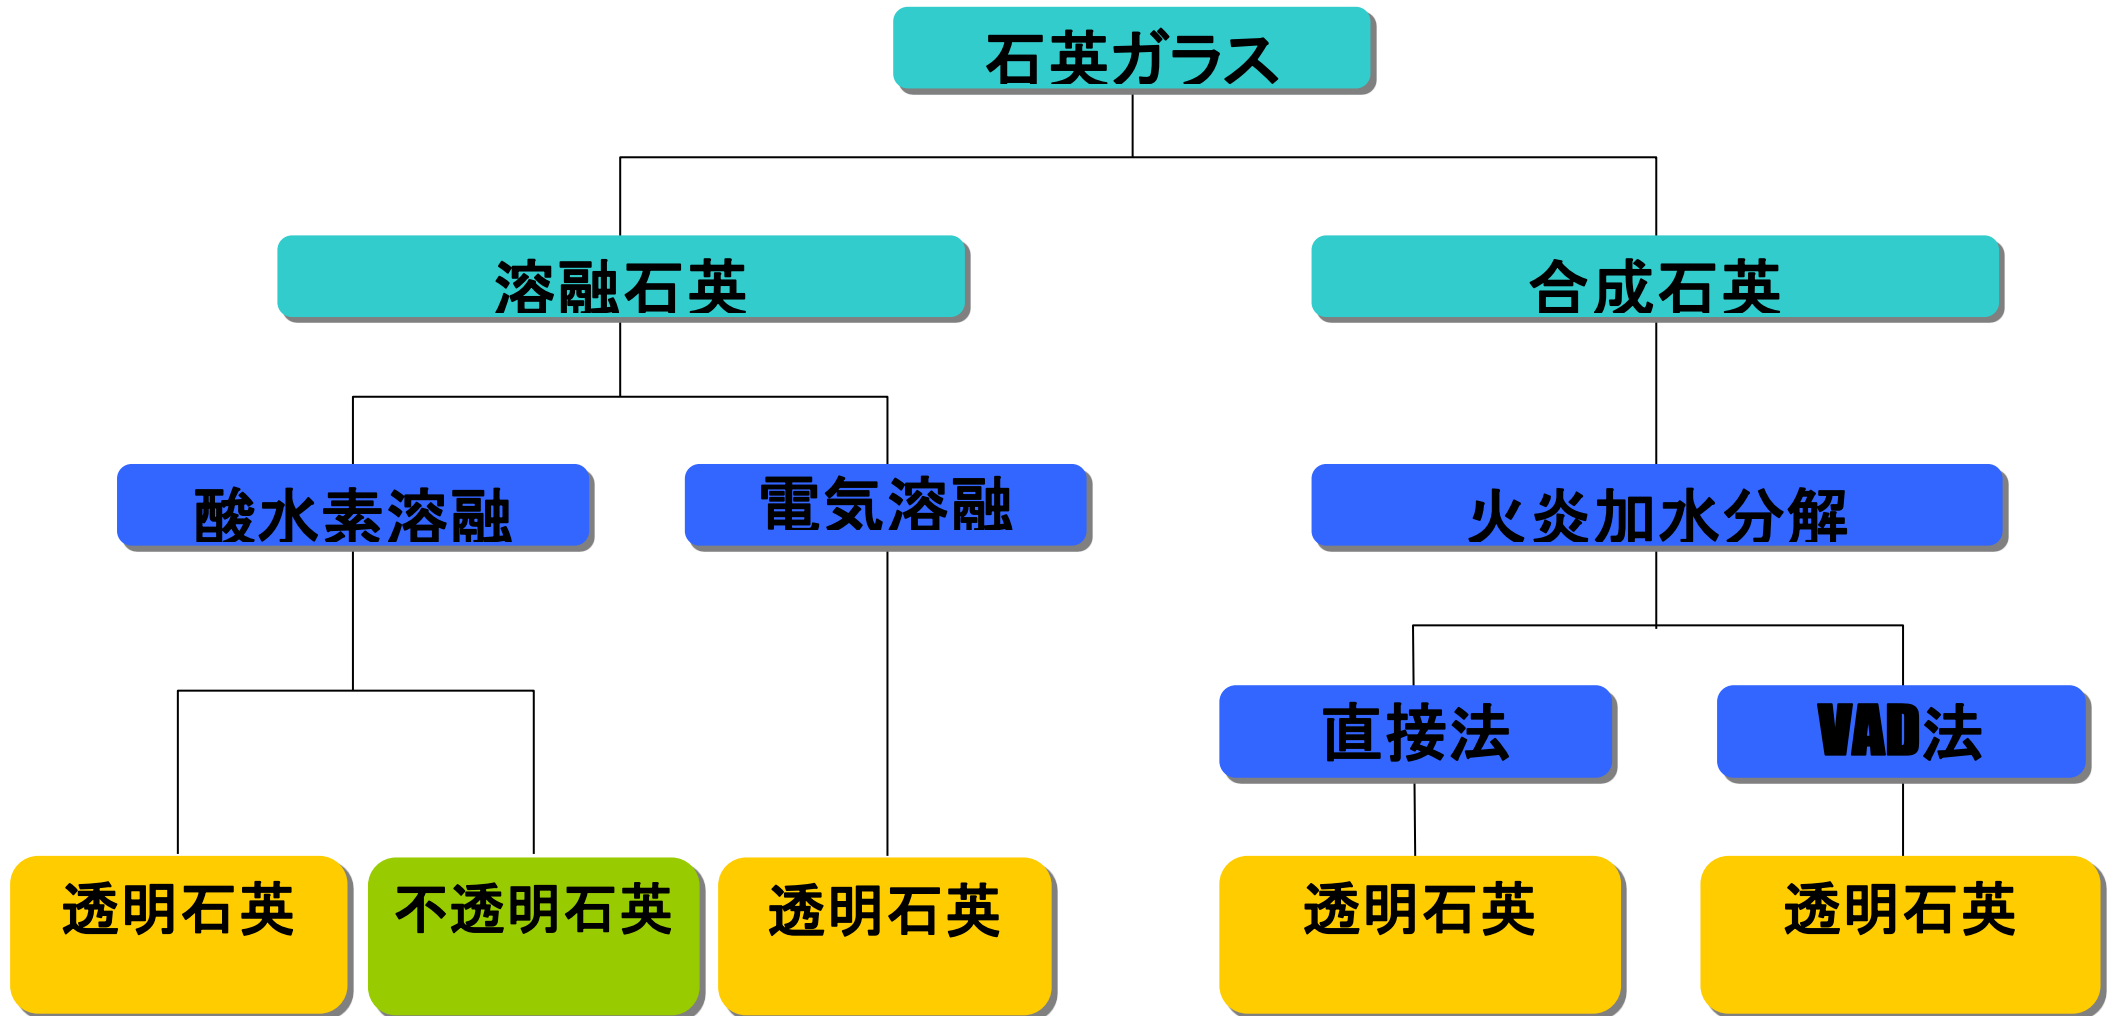 石英ガラス
溶融石英
合成石英
酸水素溶融
電気溶融
火炎加水分解
直接法
VAD法
透明石英
不透明石英
透明石英
透明石英
透明石英